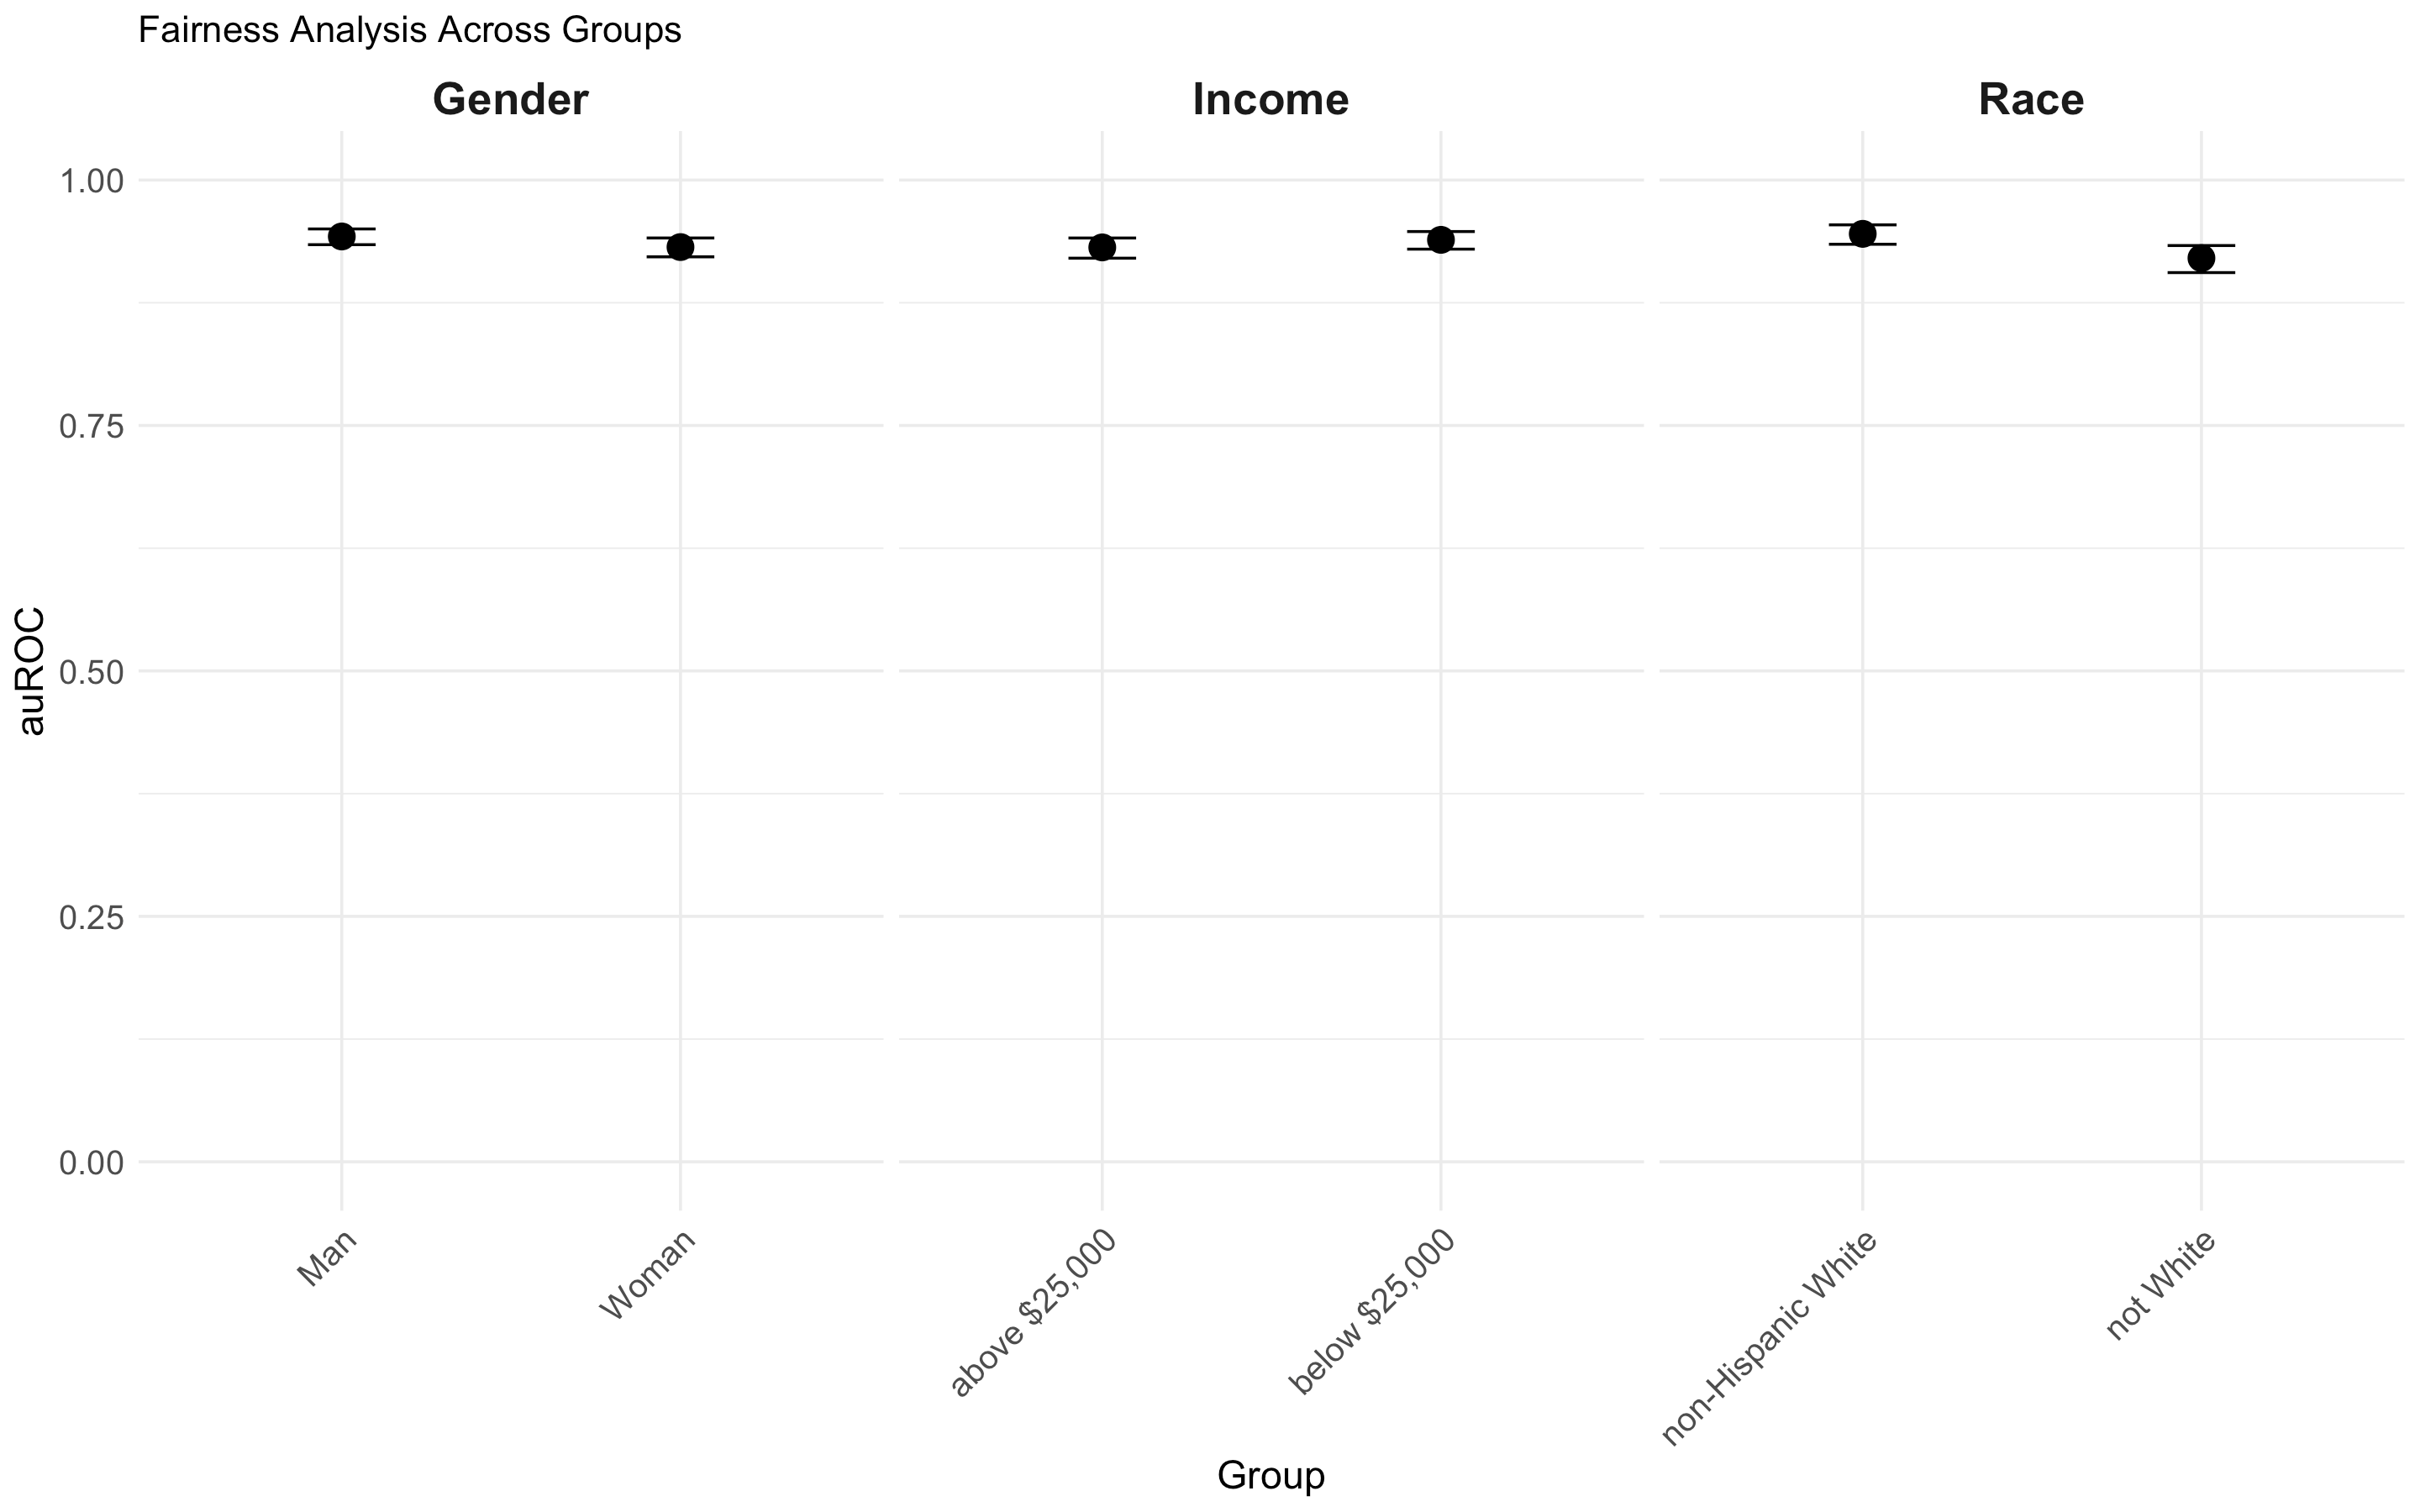 Fairness Analysis Across Groups
Gender
Income
Race
1.00
0.75
0.50
0.25
0.00
auROC
Man
Woman
above $25,000
below $25,000
non-Hispanic White
not White
Group